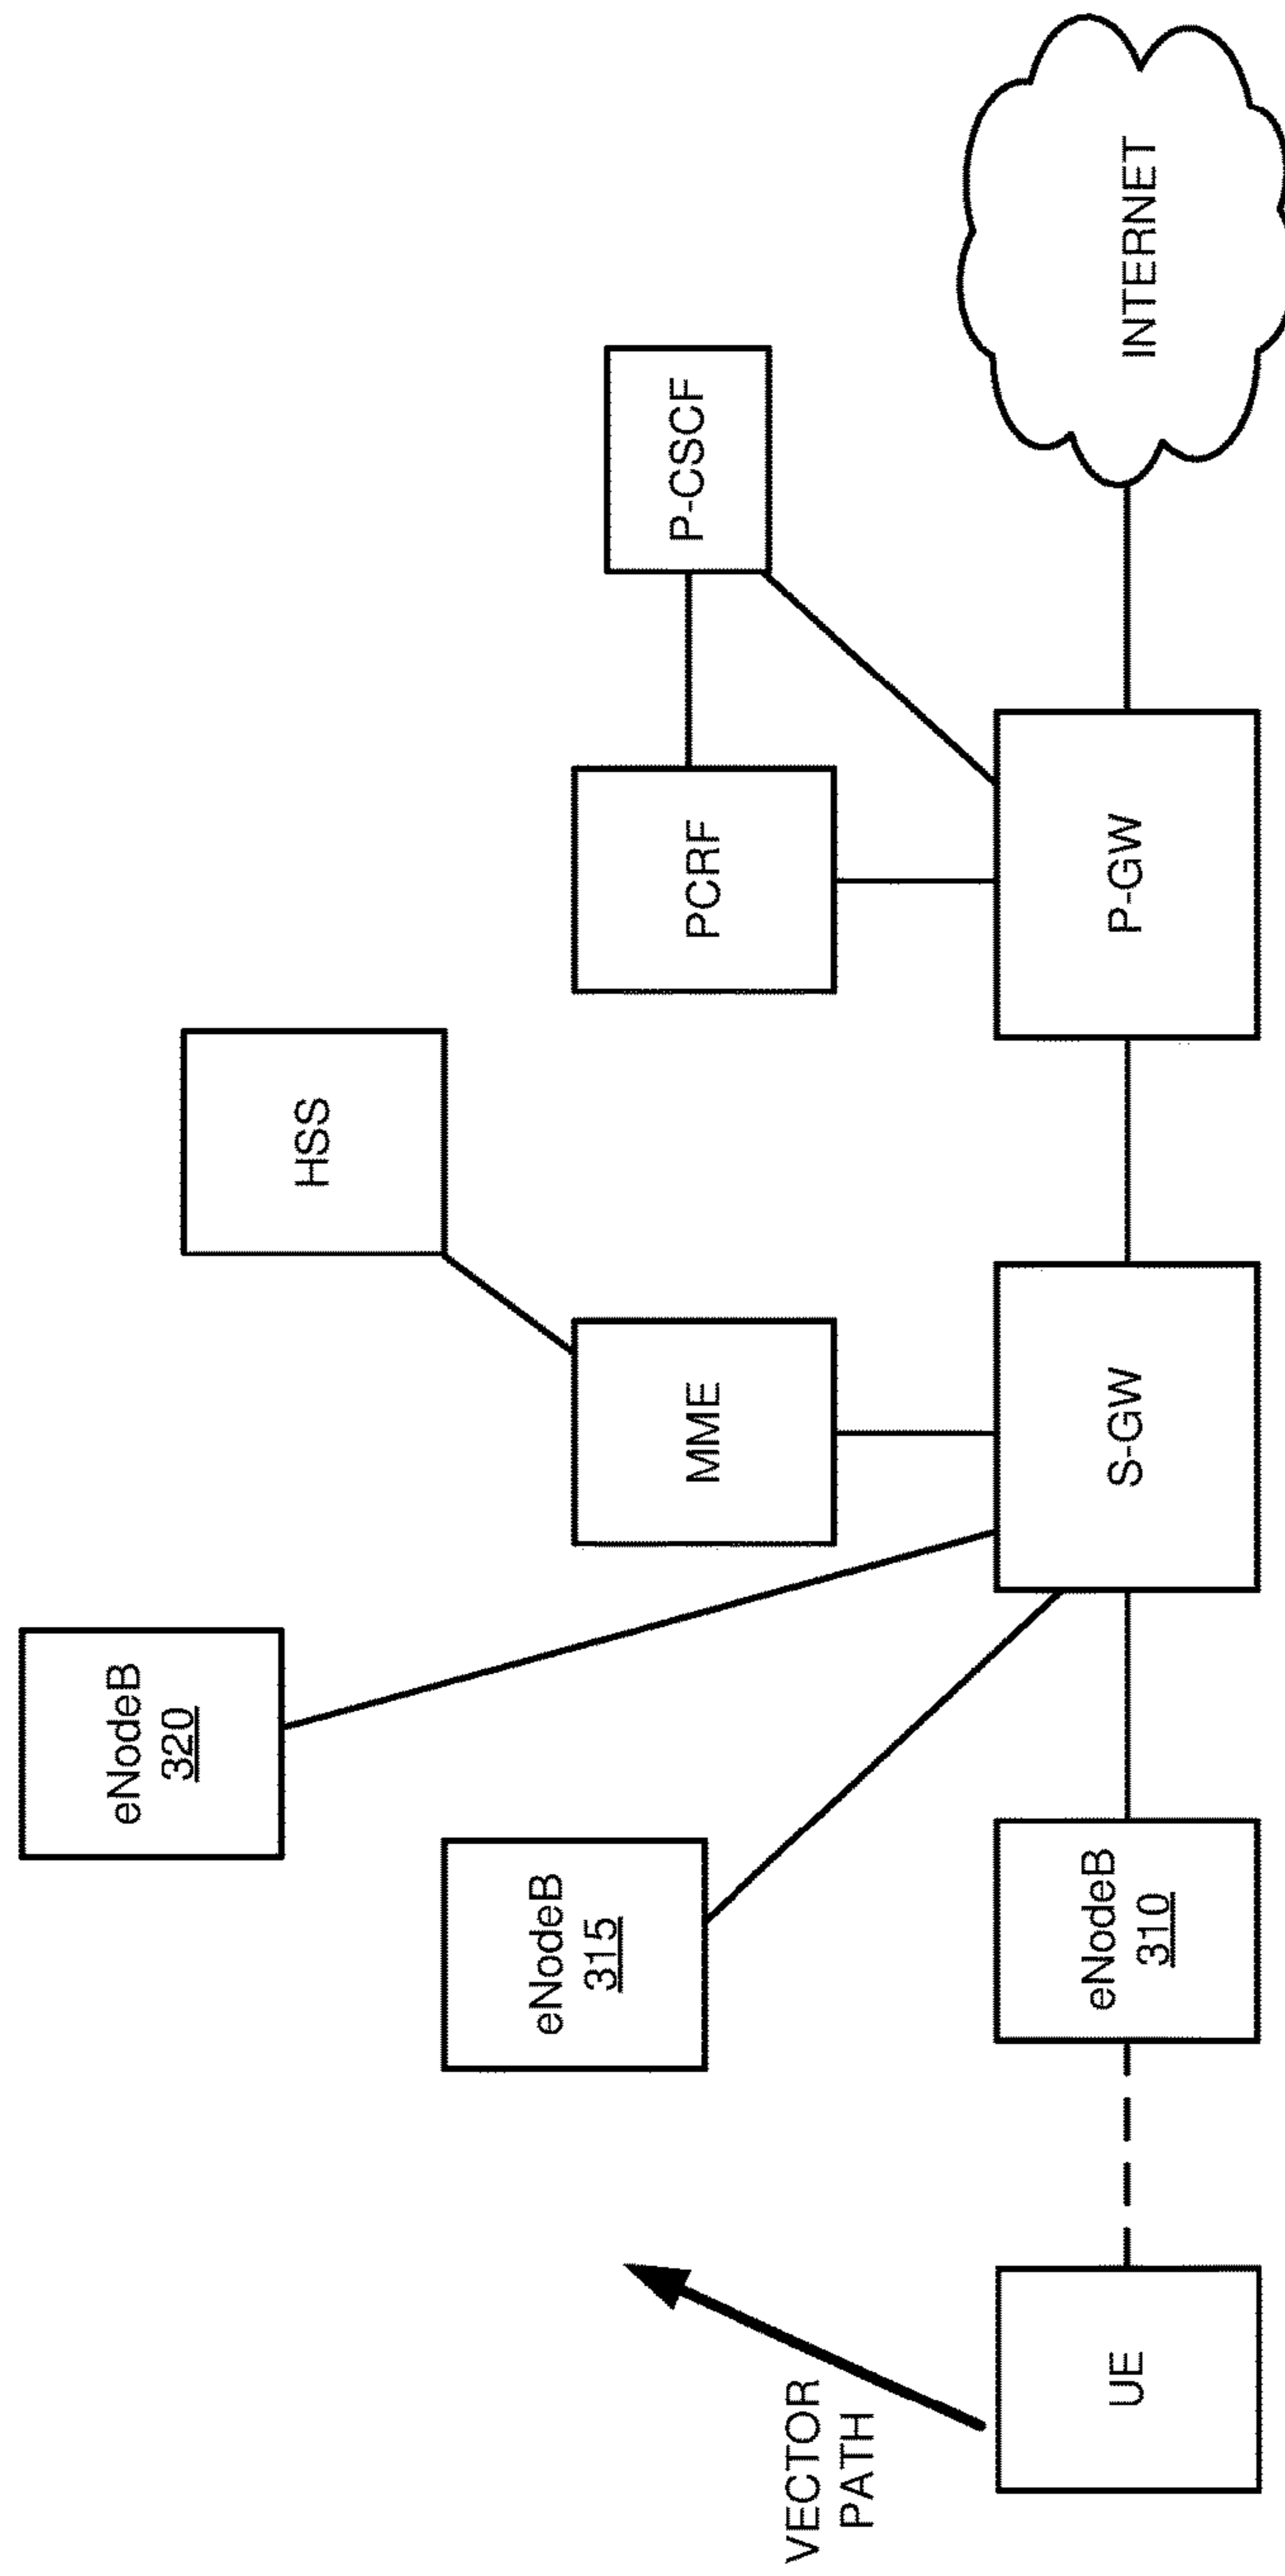 eNodeB
320
HSS
eNodeB
315
MME
PCRF
P-CSCF
VECTOR
PATH
UE
eNodeB
310
S-GW
P-GW
INTERNET